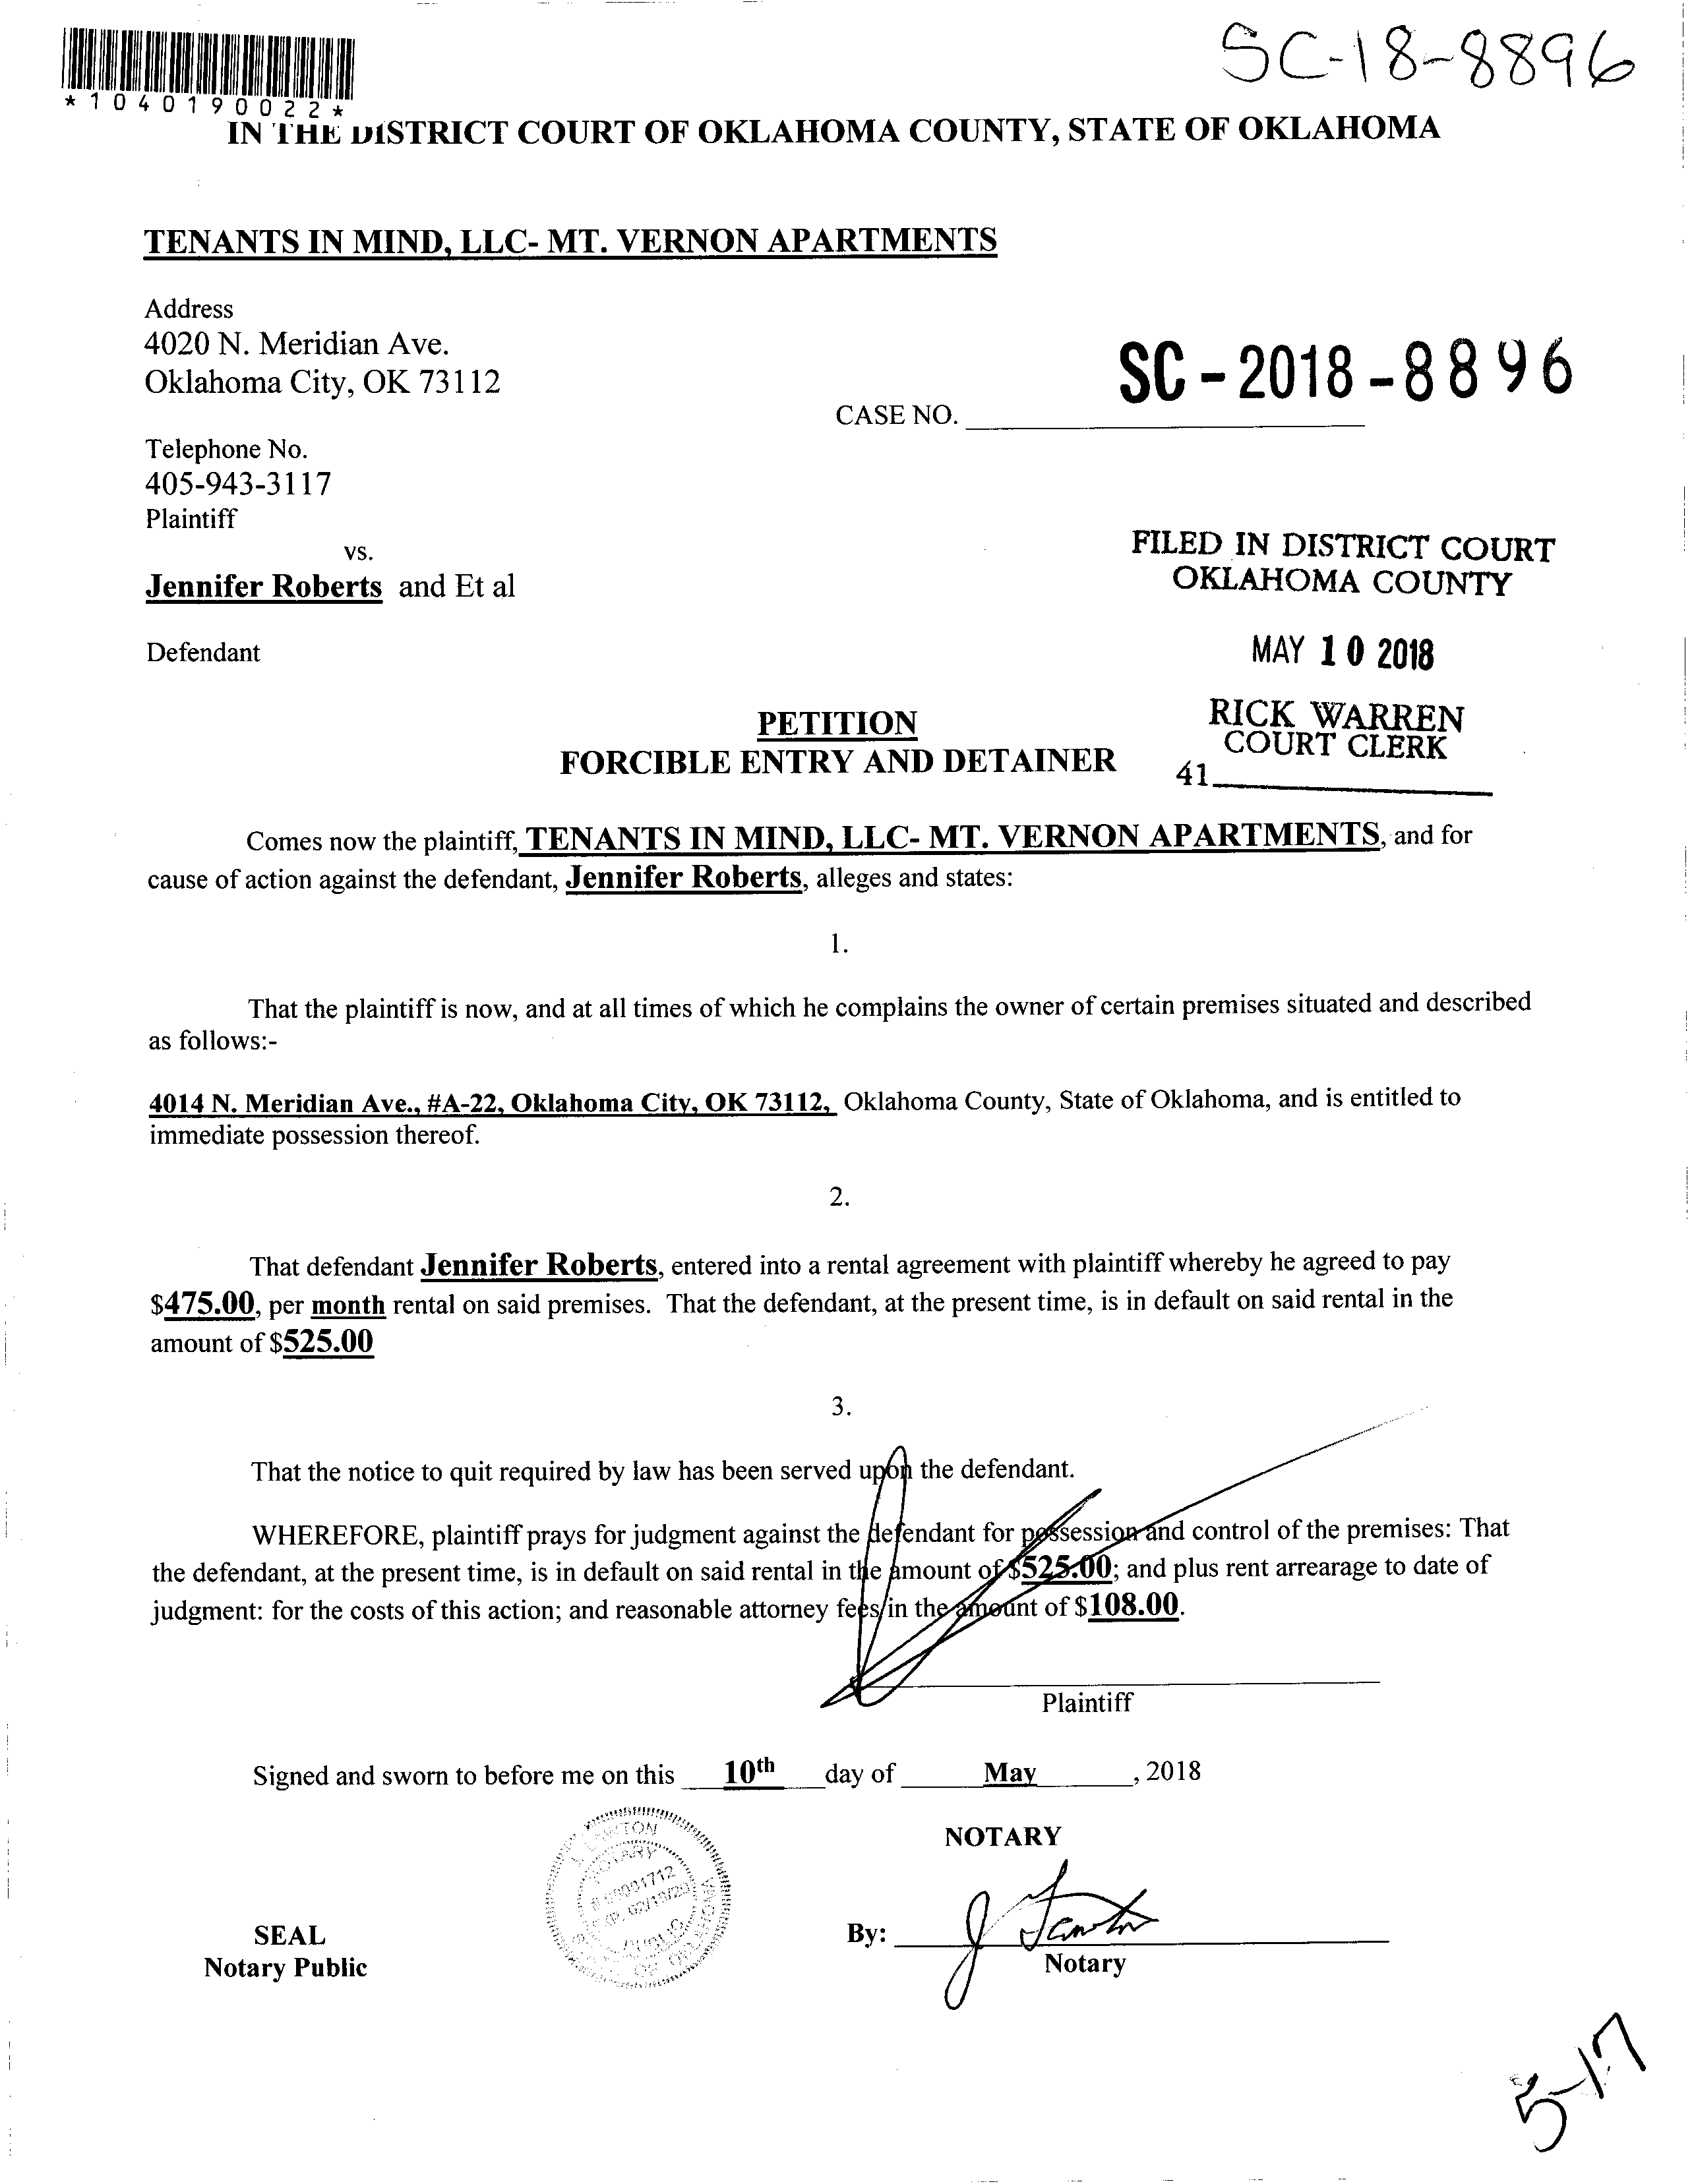 SC-18-8896
*1040190022*
IN THE DISTRICT COURT OF OKLAHOMA COUNTY, STATE OF OKLAHOMA
TENANTS IN MIND, LLC- MT. VERNON APARTMENTS
Address
4020 N. Meridian Ave.
Oklahoma City, OK 73112
SC-2018-8896
CASE NO.
Telephone No.
405-943-3117
Plaintiff
vs.
Jennifer Roberts and Et al
Defendant
FILED IN DISTRICT COURT
OKLAHOMA COUNTY
MAY 10 2018
RICK WARREN
COURT CLERK
41
PETITION
FORCIBLE ENTRY AND DETAINER
Comes now the plaintiff, TENANTS IN MIND, LLC- MT. VERNON APARTMENTS, and for
cause of action against the defendant, Jennifer Roberts, alleges and states:
1.
That the plaintiff is now, and at all times of which he complains the owner of certain premises situated and described
as follows:-
4014 N. Meridian Ave., #A-22, Oklahoma City, OK 73112, Oklahoma County, State of Oklahoma, and is entitled to
immediate possession thereof.
2.
That defendant Jennifer Roberts, entered into a rental agreement with plaintiff whereby he agreed to pay
$475.00, per month rental on said premises. That the defendant, at the present time, is in default on said rental in the
amount of $525.00
3.
That the notice to quit required by law has been served upon the defendant.
WHEREFORE, plaintiff prays for judgment against the defendant for possession and control of the premises: That
the defendant, at the present time, is in default on said rental in the amount of $525.00; and plus rent arrearage to date of
judgment: for the costs of this action; and reasonable attorney fees in the amount of $108.00.
Plaintiff
Signed and sworn to before me on this 10th day of May, 2018
NOTARY
NOTARY
PUBLIC
OF OKLAHOMA
SEAL
Notary Public
By:
Notary
5-17